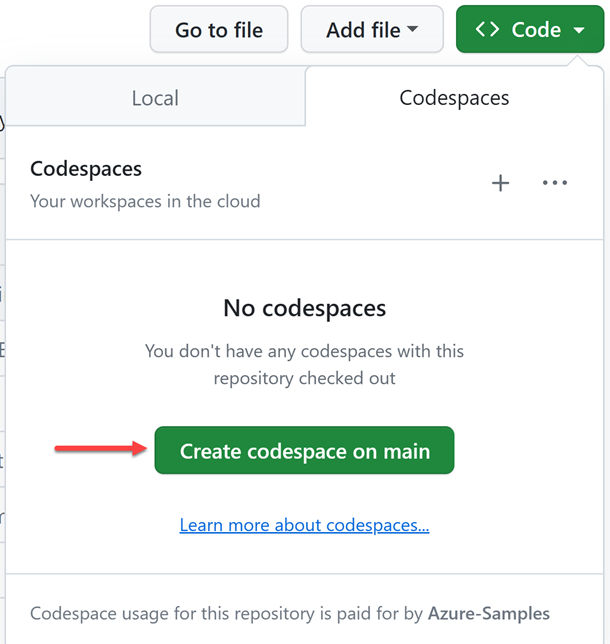 Go to file
Add file
<> Code
Local
Codespaces
Codespaces
Your workspaces in the cloud
No codespaces
You don't have any codespaces with this
repository checked out
Create codespace on main
Learn more about codespaces...
Codespace usage for this repository is paid for by Azure-Samples